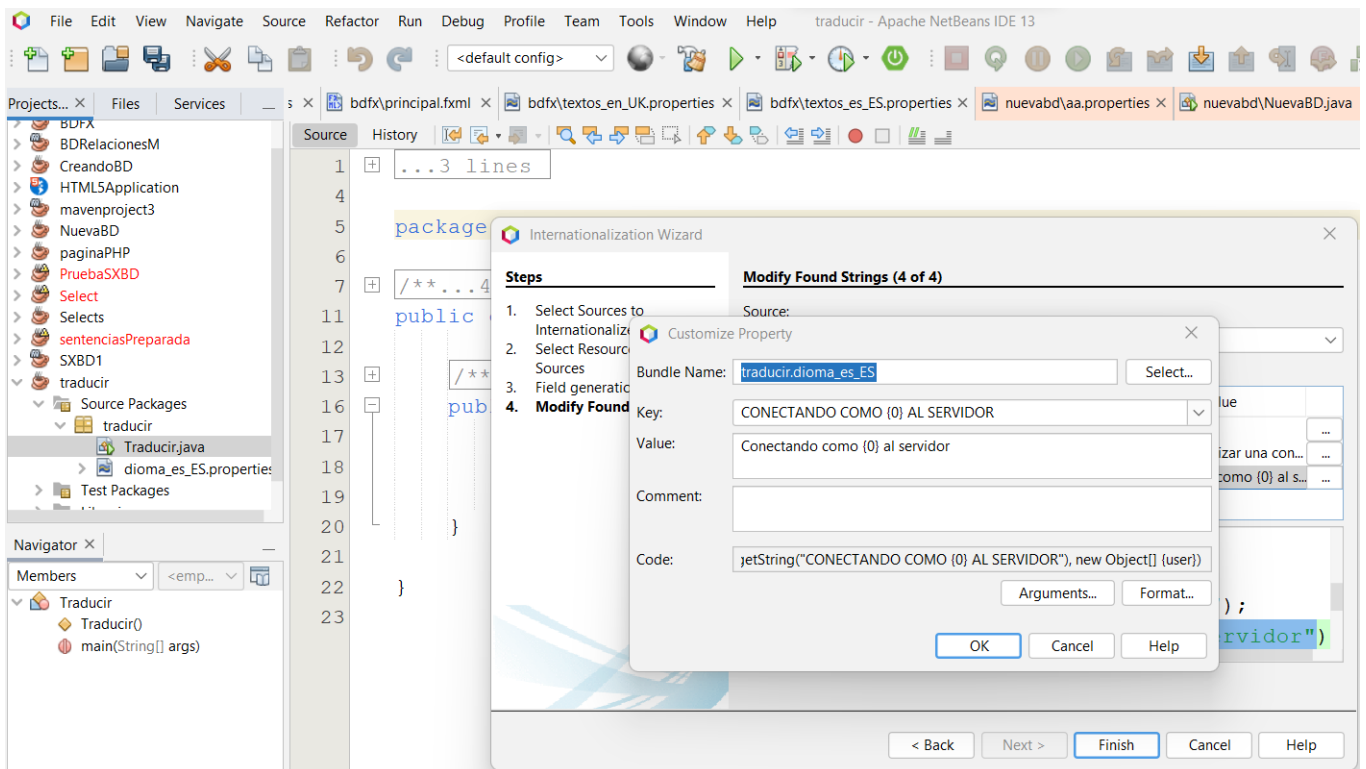 File Edit View Navigate Source Refactor Run Debug Profile Team Tools Window Help traducir - Apache NetBeans IDE 13
<default config>
Projects... Files Services
s bdfx\principal.fxml bdfx\textos_en_UK.properties bdfx\textos_es_ES.properties nuevabd\aa.properties nuevabd\NuevaBD.java
Source History
BDFX
BDRelacionesM
CreandoBD
HTML5Application
mavenproject3
NuevaBD
paginaPHP
PruebaSXBD
Select
Selects
sentenciasPreparada
SXBD1
traducir
Source Packages
traducir
Traducir.java
dioma_es_ES.properties
Test Packages
Navigator
Members <emp...
Traducir
Traducir()
main(String[] args)
1 ...3 lines
4
5 package
6
7 /**...4
11 public
12
13 /**
16 pub
17
18
19
20 }
21
22 }
23
Internationalization Wizard
Steps
1. Select Sources to
Internationaliz
2. Select Resourc
Sources
3. Field generatio
4. Modify Found
Modify Found Strings (4 of 4)
Source:
lue
...
izar una con... ...
como {0} al s... ...
);
rvidor")
Customize Property
Bundle Name: traducir.dioma_es_ES Select...
Key: CONECTANDO COMO {0} AL SERVIDOR
Value: Conectando como {0} al servidor
Comment:
Code: getString("CONECTANDO COMO {0} AL SERVIDOR"), new Object[] {user})
Arguments... Format...
OK Cancel Help
< Back Next > Finish Cancel Help